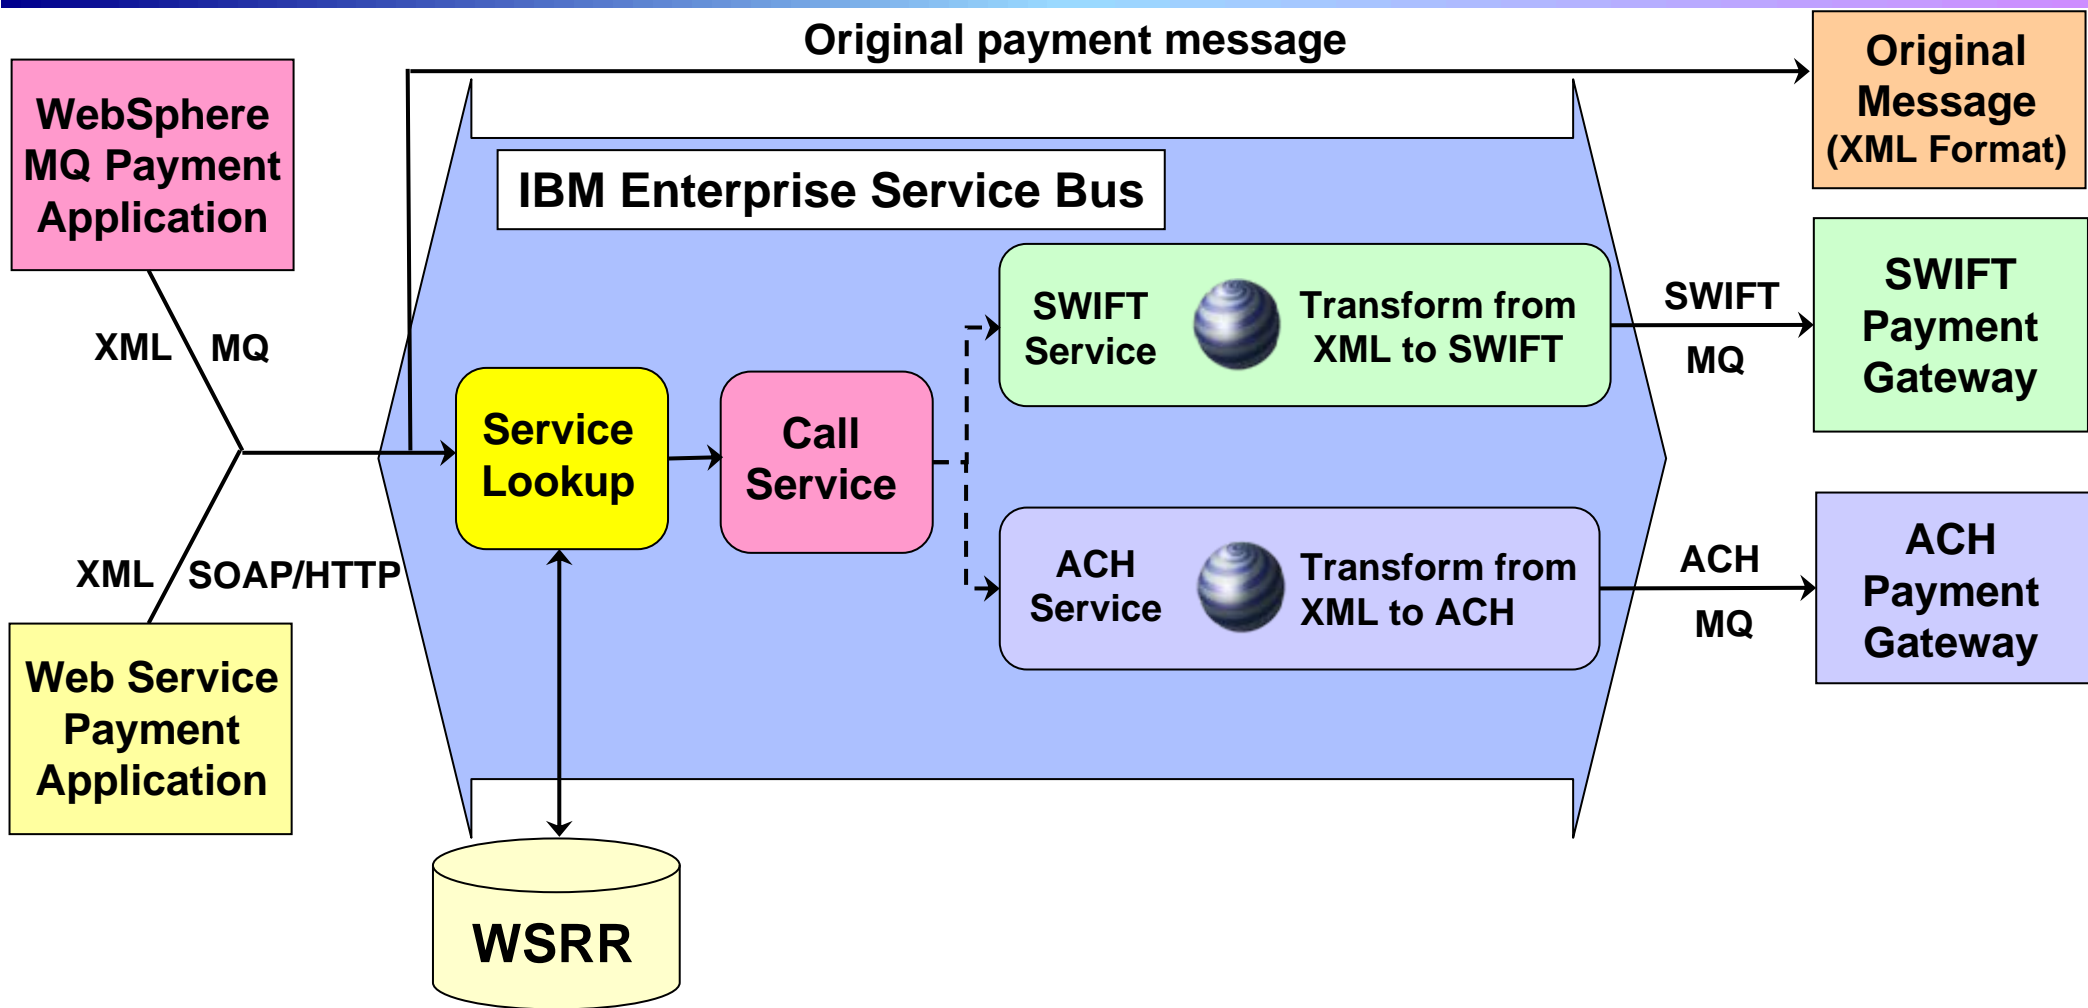 Original payment message
Original
Message
(XML Format)
WebSphere
MQ Payment
Application
IBM Enterprise Service Bus
XML
MQ
SWIFT
Service
Transform from
XML to SWIFT
SWIFT
MQ
SWIFT
Payment
Gateway
Service
Lookup
Call
Service
XML
SOAP/HTTP
ACH
Service
Transform from
XML to ACH
ACH
MQ
ACH
Payment
Gateway
Web Service
Payment
Application
WSRR